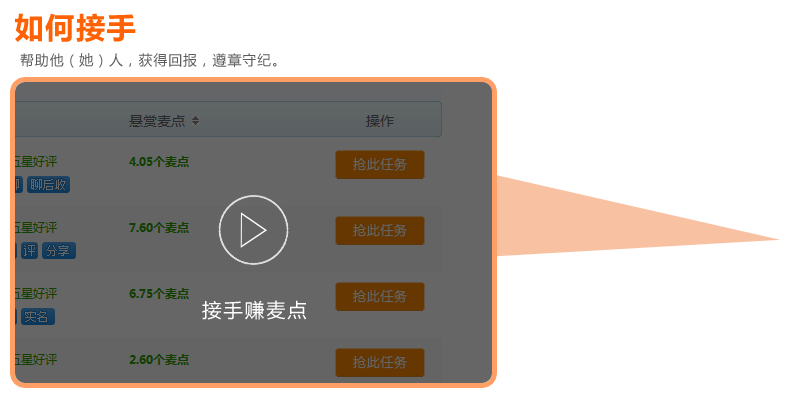 如何接手
帮助他（她）人，获得回报，遵章守纪。
悬赏麦点 操作
五星好评 4.05个麦点 抢此任务
聊后收
7.60个麦点 抢此任务
五星好评
评 分享
五星好评 6.75个麦点 抢此任务
实名
接手赚麦点
五星好评 2.60个麦点 抢此任务